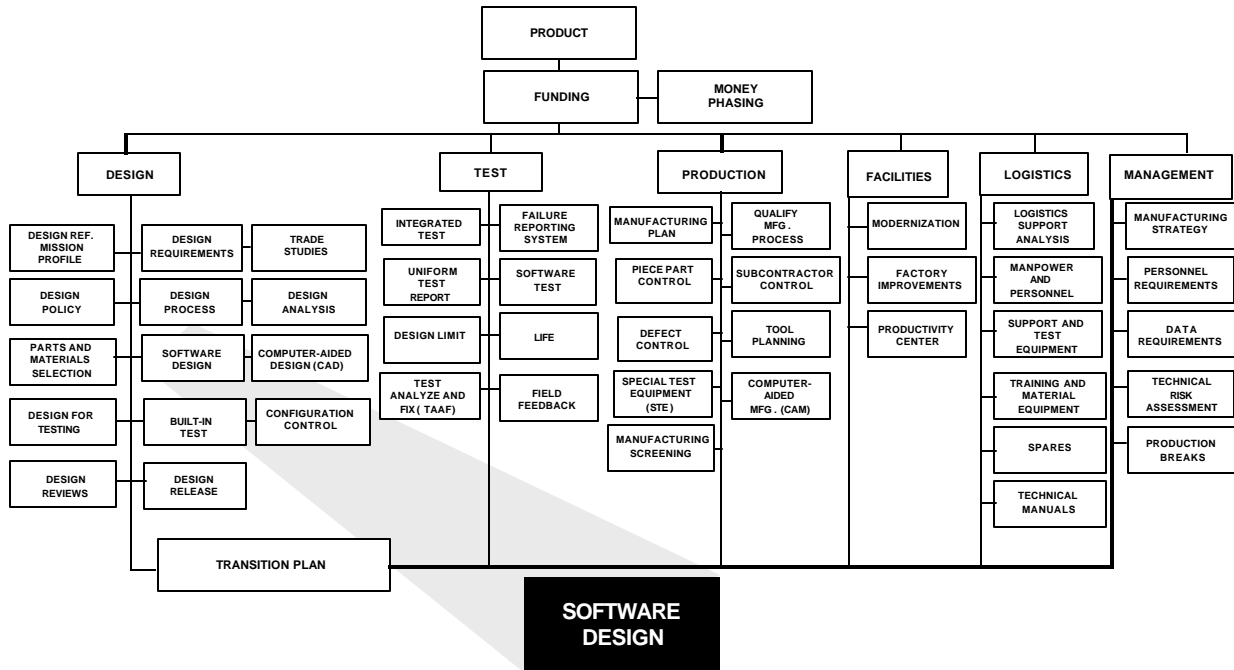 PRODUCT
FUNDING
MONEY
PHASING
DESIGN
TEST
PRODUCTION
FACILITIES
LOGISTICS
MANAGEMENT
DESIGN REF.
MISSION
PROFILE
DESIGN
REQUIREMENTS
TRADE
STUDIES
DESIGN
POLICY
DESIGN
PROCESS
DESIGN
ANALYSIS
PARTS AND
MATERIALS
SELECTION
SOFTWARE
DESIGN
COMPUTER-AIDED
DESIGN (CAD)
DESIGN FOR
TESTING
BUILT-IN
TEST
CONFIGURATION
CONTROL
DESIGN
REVIEWS
DESIGN
RELEASE
INTEGRATED
TEST
FAILURE
REPORTING
SYSTEM
UNIFORM
TEST
REPORT
SOFTWARE
TEST
DESIGN LIMIT
LIFE
TEST
ANALYZE AND
FIX ( TAAF)
FIELD
FEEDBACK
MANUFACTURING
PLAN
QUALIFY
MFG .
PROCESS
PIECE PART
CONTROL
SUBCONTRACTOR
CONTROL
DEFECT
CONTROL
TOOL
PLANNING
SPECIAL TEST
EQUIPMENT
(STE)
COMPUTER-
AIDED
MFG . (CAM)
MANUFACTURING
SCREENING
MODERNIZATION
FACTORY
IMPROVEMENTS
PRODUCTIVITY
CENTER
LOGISTICS
SUPPORT
ANALYSIS
MANPOWER
AND
PERSONNEL
SUPPORT AND
TEST
EQUIPMENT
TRAINING AND
MATERIAL
EQUIPMENT
SPARES
TECHNICAL
MANUALS
MANUFACTURING
STRATEGY
PERSONNEL
REQUIREMENTS
DATA
REQUIREMENTS
TECHNICAL
RISK
ASSESSMENT
PRODUCTION
BREAKS
TRANSITION PLAN
SOFTWARE
DESIGN